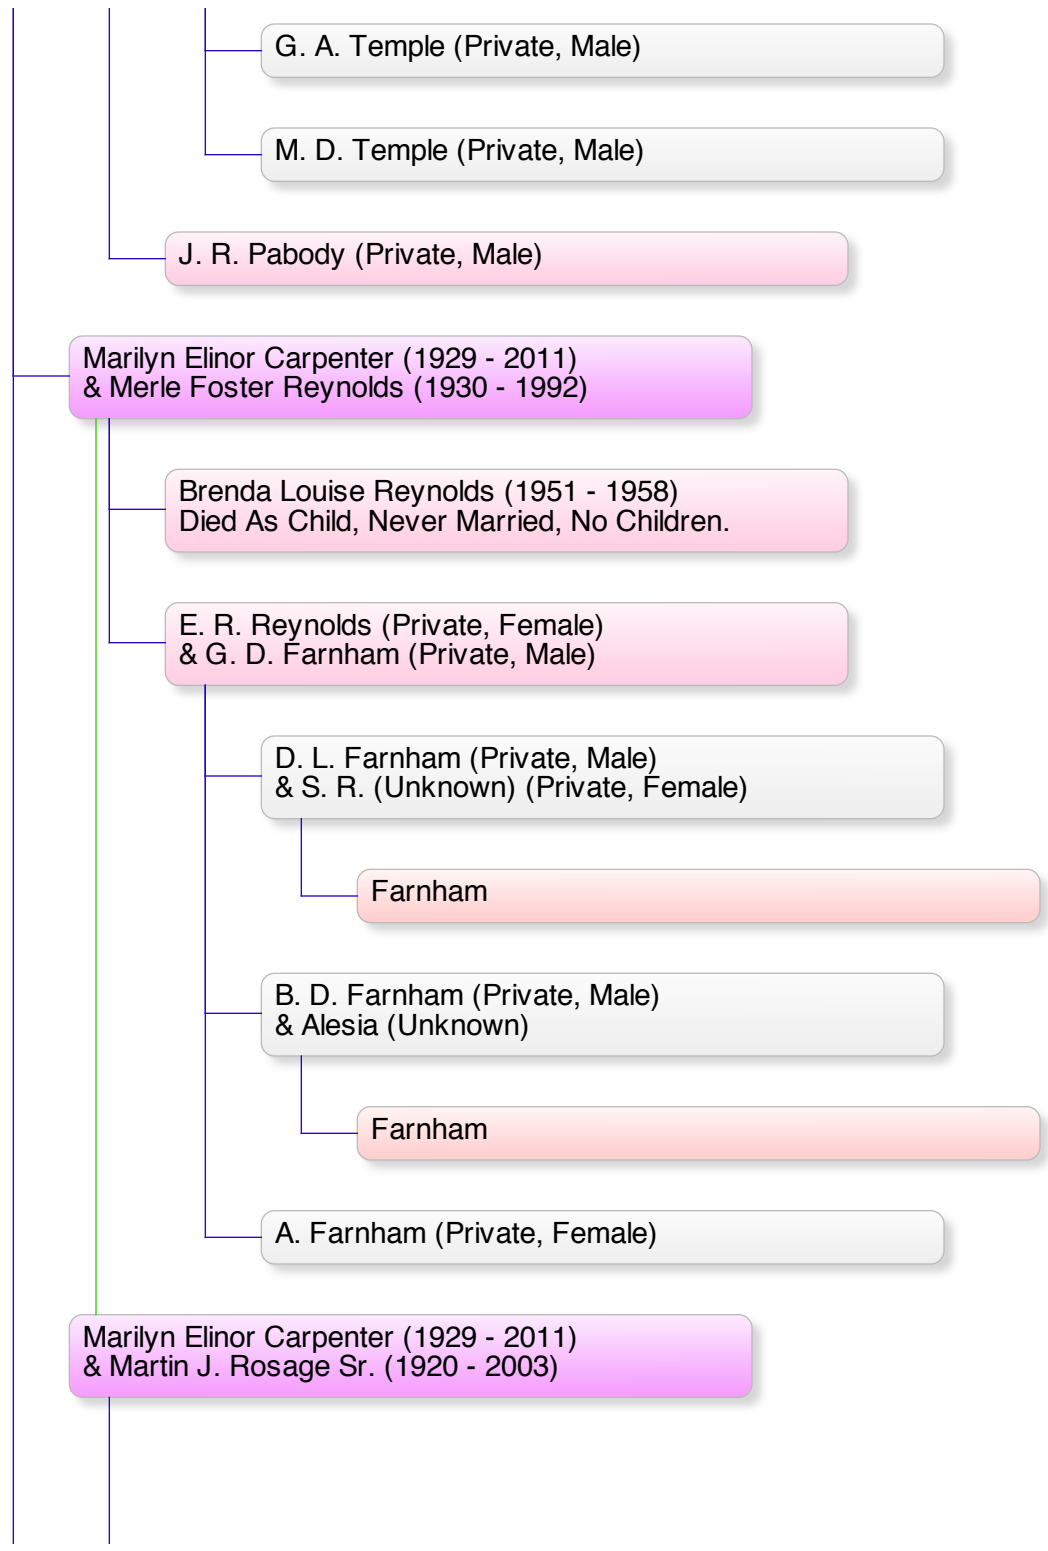 G. A. Temple (Private, Male)
M. D. Temple (Private, Male)
J. R. Pabody (Private, Male)
Marilyn Elinor Carpenter (1929 - 2011)
& Merle Foster Reynolds (1930 - 1992)
Brenda Louise Reynolds (1951 - 1958)
Died As Child, Never Married, No Children.
E. R. Reynolds (Private, Female)
& G. D. Farnham (Private, Male)
D. L. Farnham (Private, Male)
& S. R. (Unknown) (Private, Female)
Farnham
B. D. Farnham (Private, Male)
& Alesia (Unknown)
Farnham
A. Farnham (Private, Female)
Marilyn Elinor Carpenter (1929 - 2011)
& Martin J. Rosage Sr. (1920 - 2003)